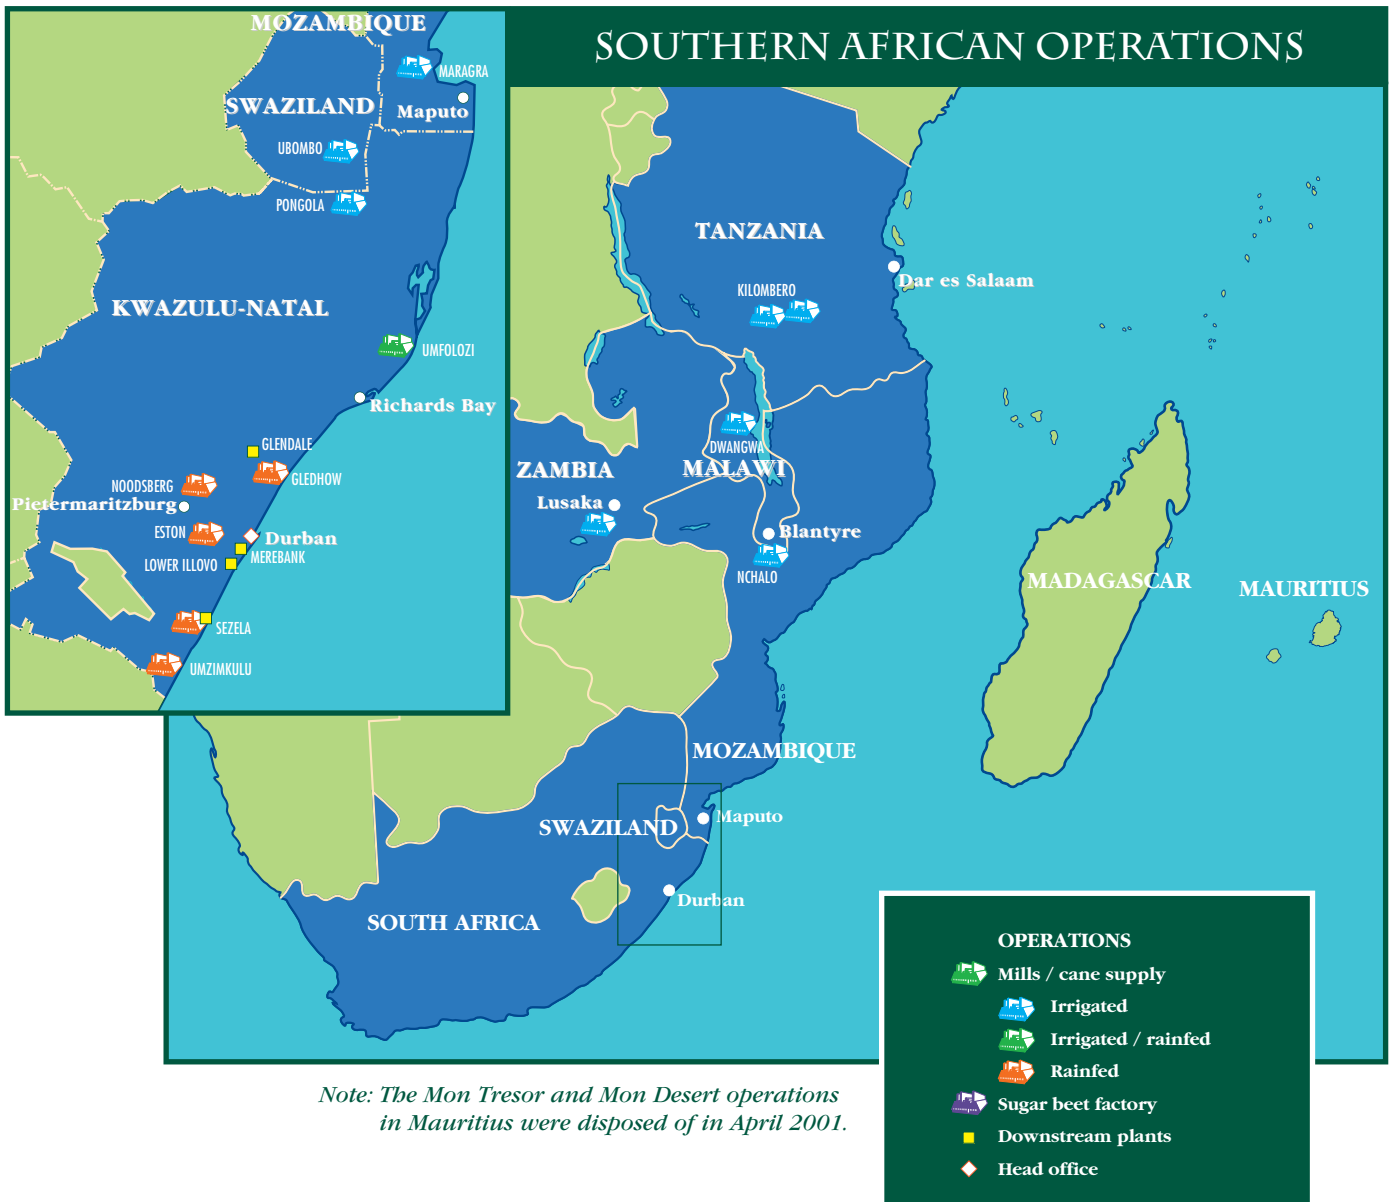 SOUTHERN AFRICAN OPERATIONS
MOZAMBIQUE
MARAGRA
SWAZILAND
Maputo
UBOMBO
PONGOLA
KWAZULU-NATAL
UMFOLOZI
Richards Bay
GLENDALE
GLEDHOW
NOODSBERG
Pietermaritzburg
ESTON
Durban
MEREBANK
LOWER ILLOVO
SEZELA
UMZIMKULU
TANZANIA
Dar es Salaam
KILOMBERO
DWANGWA
MALAWI
ZAMBIA
Lusaka
Blantyre
NCHALO
MADAGASCAR
MAURITIUS
MOZAMBIQUE
Maputo
SWAZILAND
Durban
SOUTH AFRICA
OPERATIONS
Mills / cane supply
Irrigated
Irrigated / rainfed
Rainfed
Sugar beet factory
Downstream plants
Head office
Note: The Mon Tresor and Mon Desert operations
in Mauritius were disposed of in April 2001.